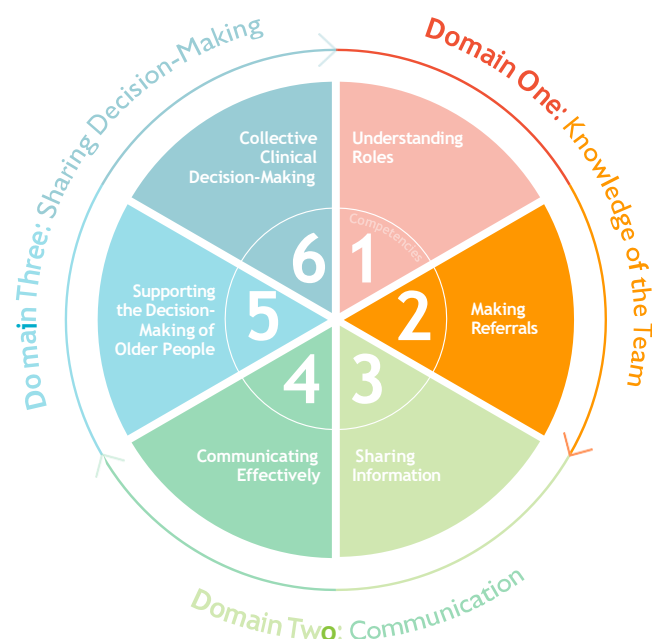 Domain One: Knowledge of the Team
Domain Three: Sharing Decision-Making
Collective
Clinical
Decision-Making
Understanding
Roles
Competencies
6
1
Supporting
the Decision-
Making of
Older People
5
2
Making
Referrals
4
3
Communicating
Effectively
Sharing
Information
Domain Two: Communication